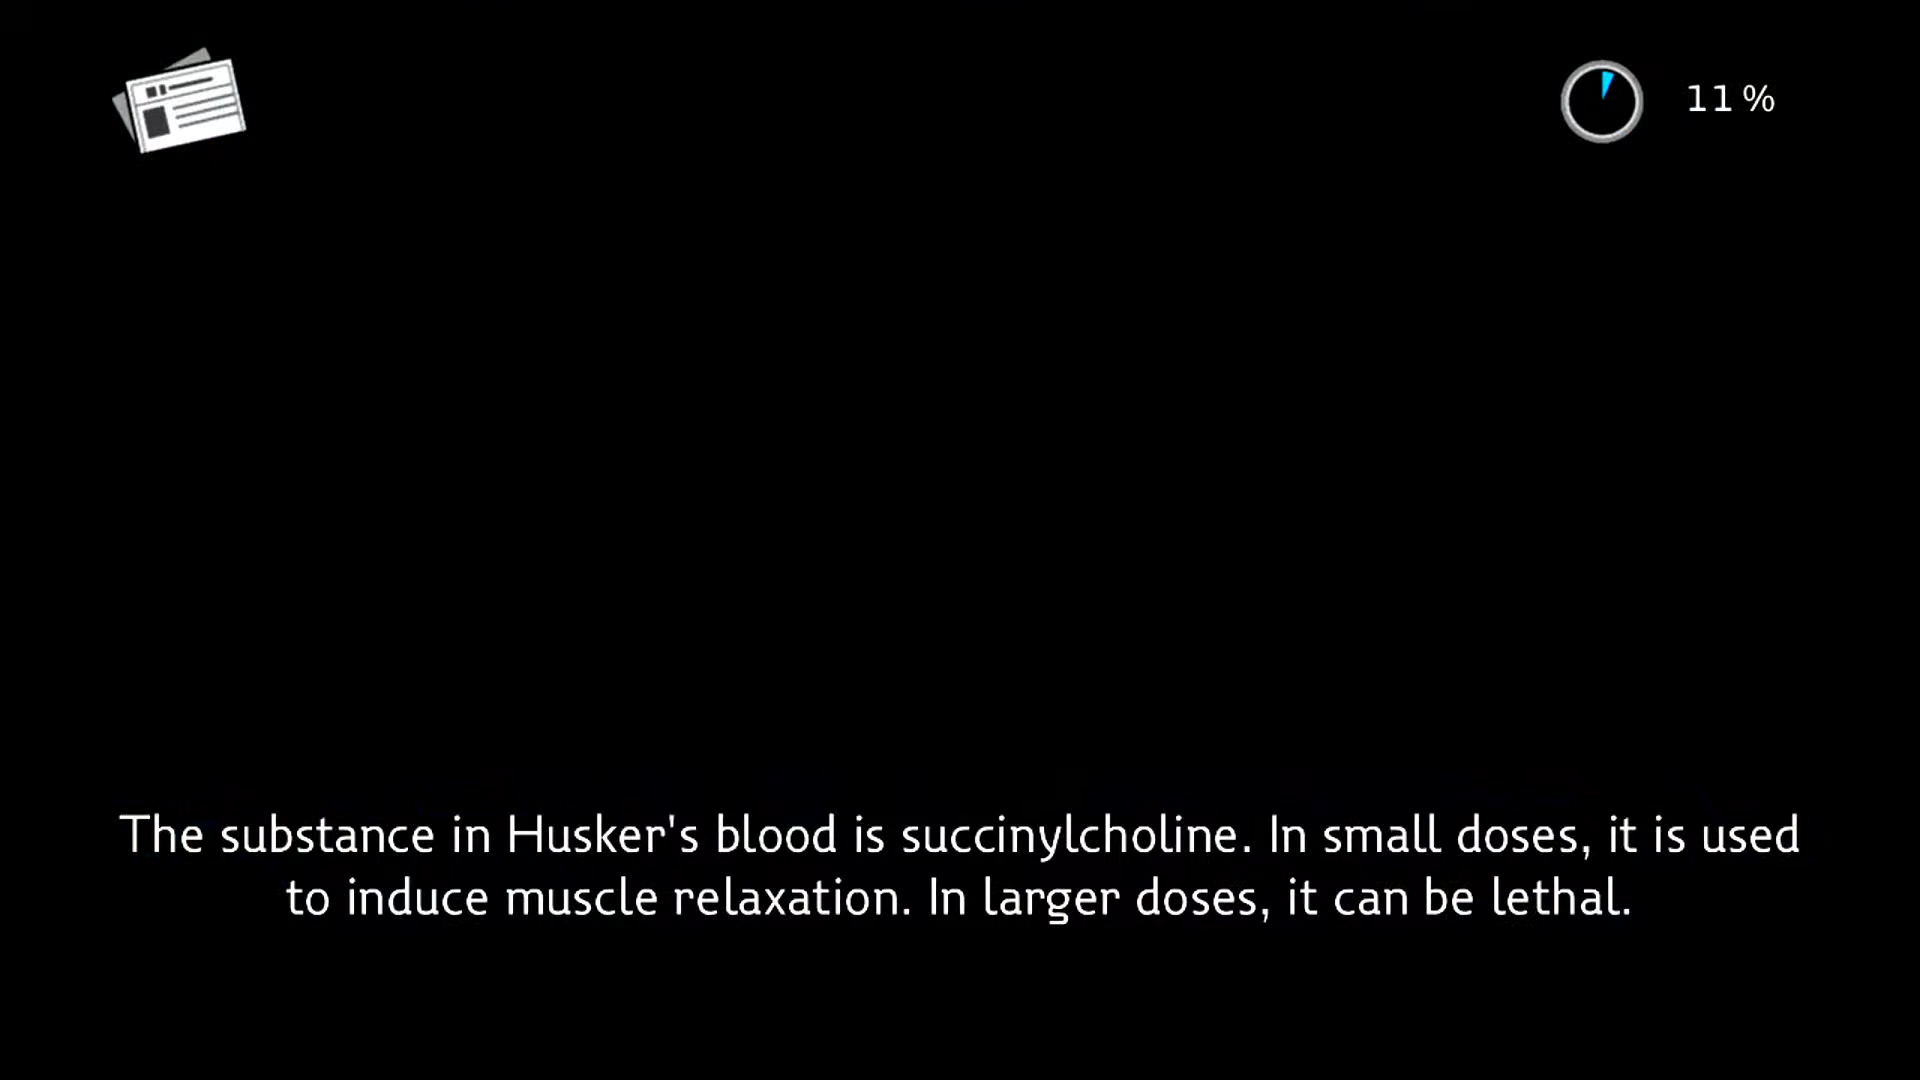 11 %
The substance in Husker's blood is succinylcholine. In small doses, it is used
to induce muscle relaxation. In larger doses, it can be lethal.